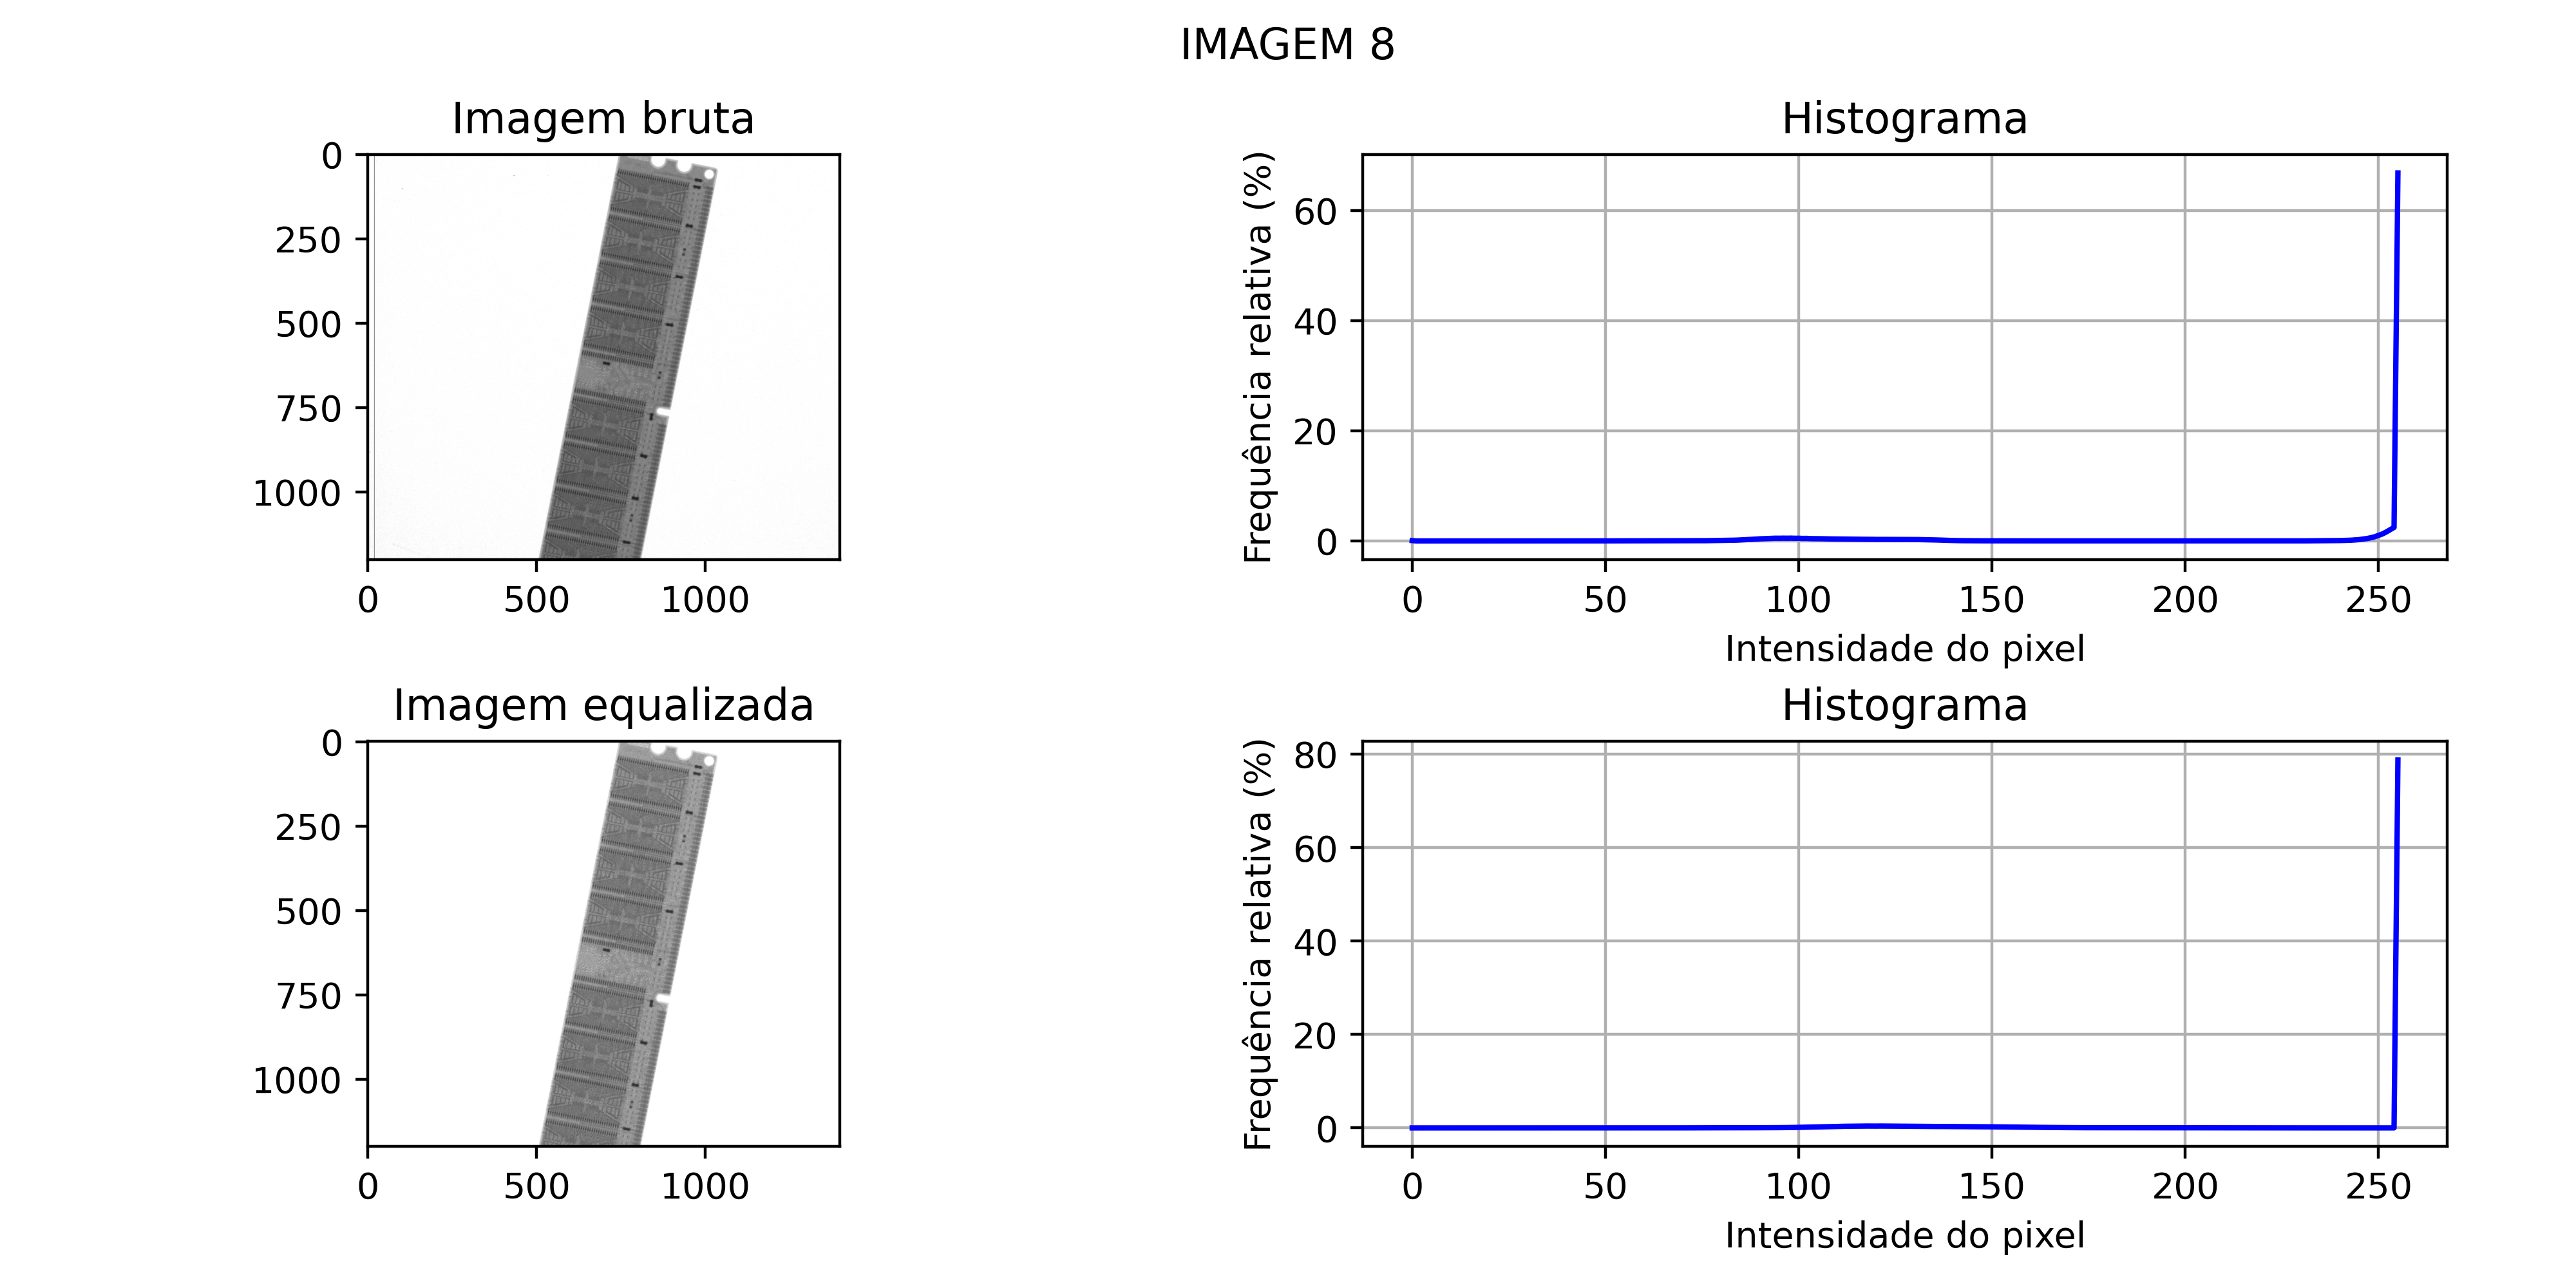 IMAGEM 8
Imagem bruta
0
250
500
750
1000
0 500 1000
Histograma
Frequência relativa (%)
60
40
20
0
0 50 100 150 200 250
Intensidade do pixel
Imagem equalizada
0
250
500
750
1000
0 500 1000
Histograma
Frequência relativa (%)
80
60
40
20
0
0 50 100 150 200 250
Intensidade do pixel